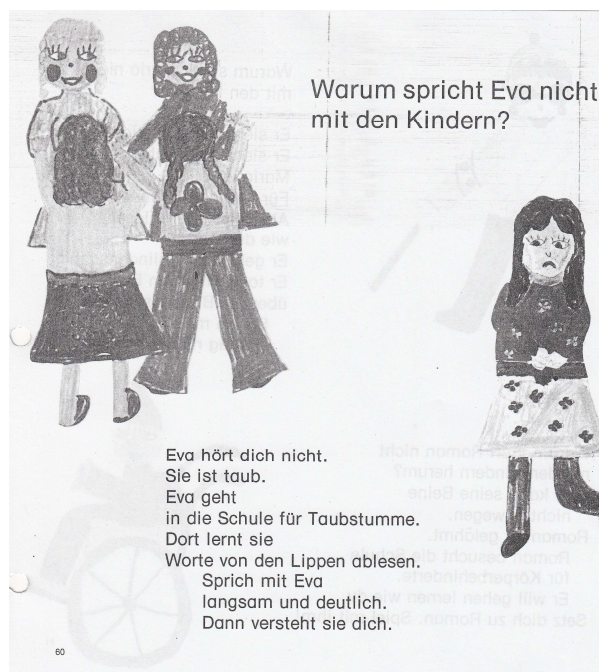 Warum spricht Eva nicht
mit den Kindern?
Eva hört dich nicht.
Sie ist taub.
Eva geht
in die Schule für Taubstumme.
Dort lernt sie
Worte von den Lippen ablesen.
Sprich mit Eva
langsam und deutlich.
Dann versteht sie dich.
60